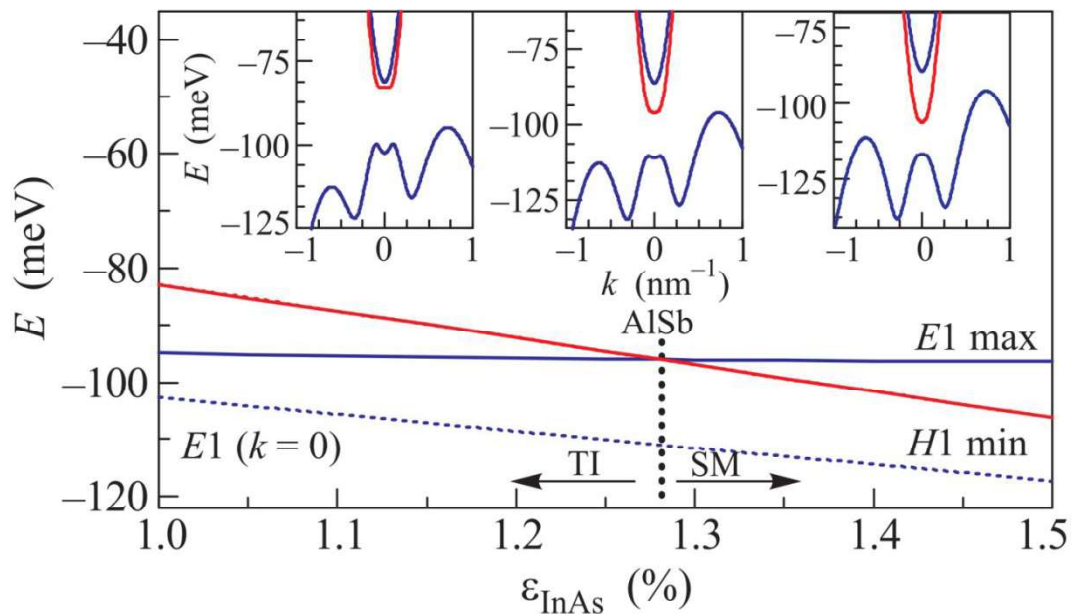 E (meV)
−40
−60
−80
−100
−120
1.0
1.1
1.2
1.3
1.4
1.5
εInAs (%)
E (meV)
−75
−100
−125
−1
0
1
−75
−100
−125
−1
0
1
k (nm−1)
−75
−100
−125
−1
0
1
AlSb
E1 max
E1 (k = 0)
H1 min
TI
SM